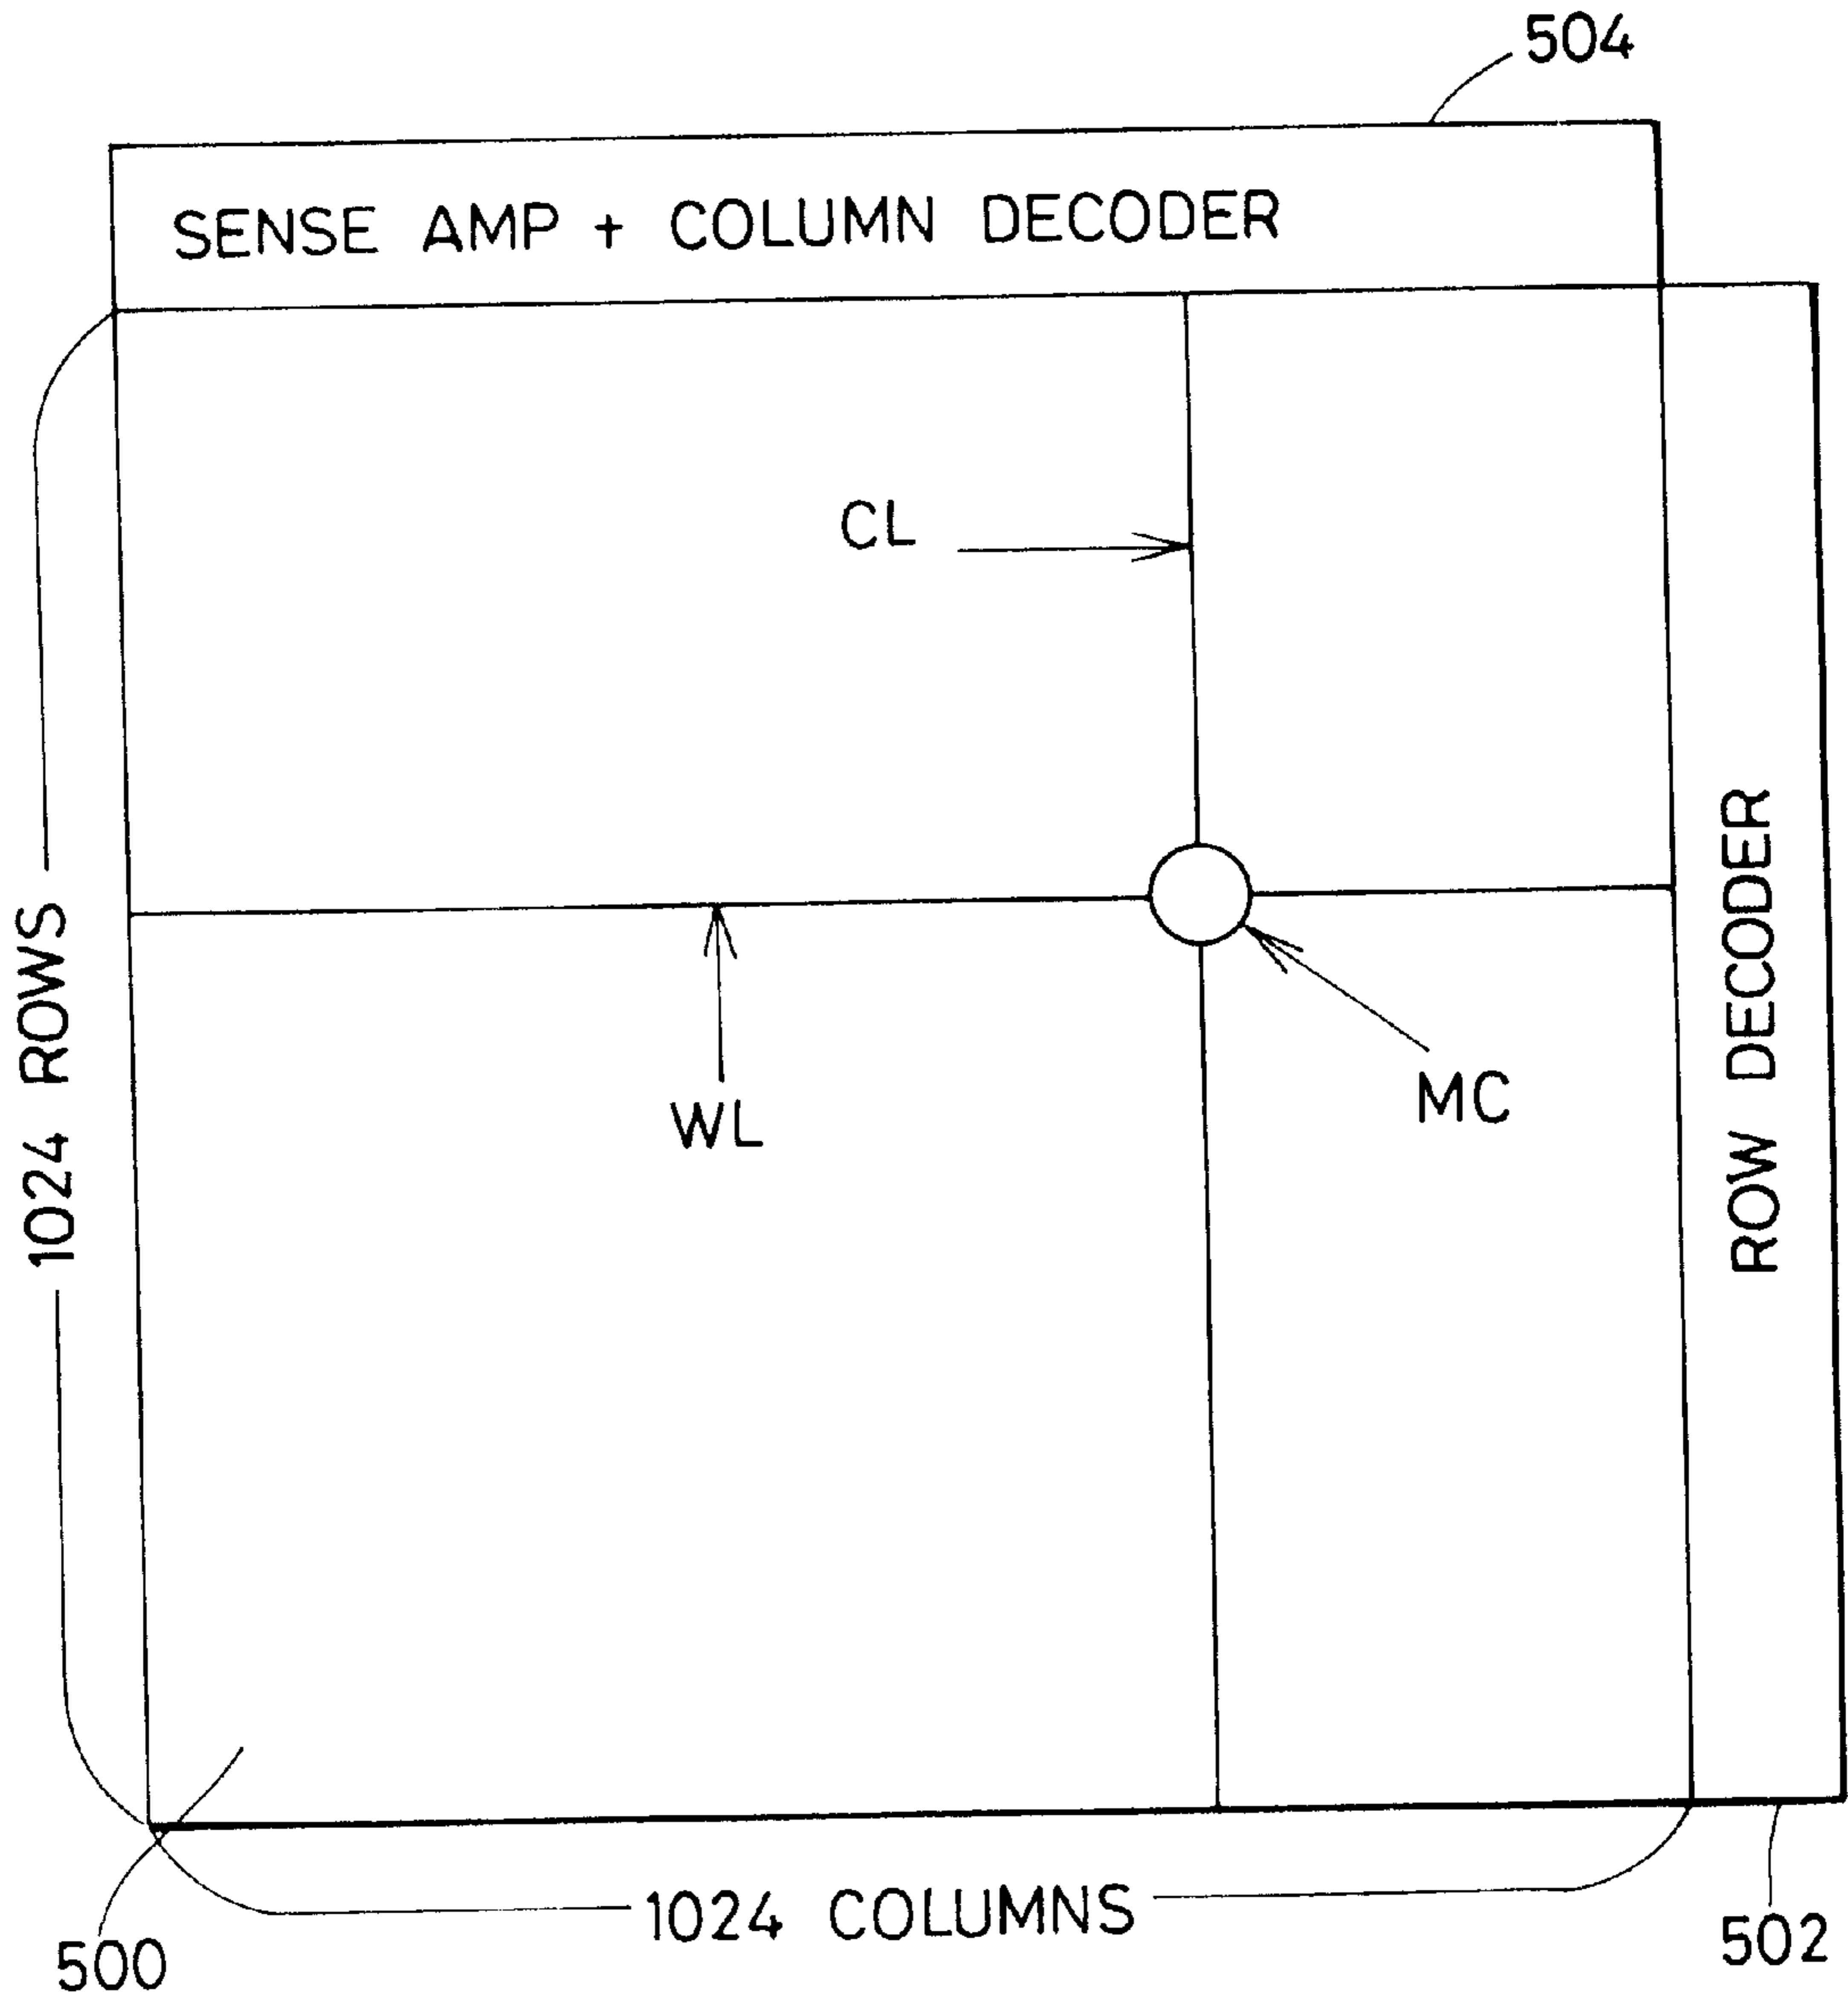 504
SENSE AMP + COLUMN DECODER
CL
1024 ROWS
WL
MC
ROW DECODER
1024 COLUMNS
500
502